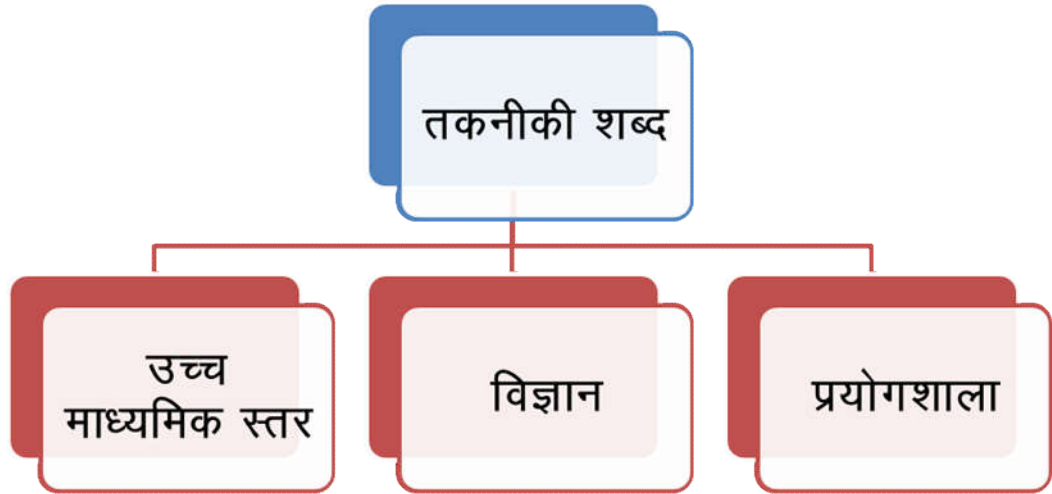 तकनीकी शब्द
उच्च
माध्यमिक स्तर
विज्ञान
प्रयोगशाला